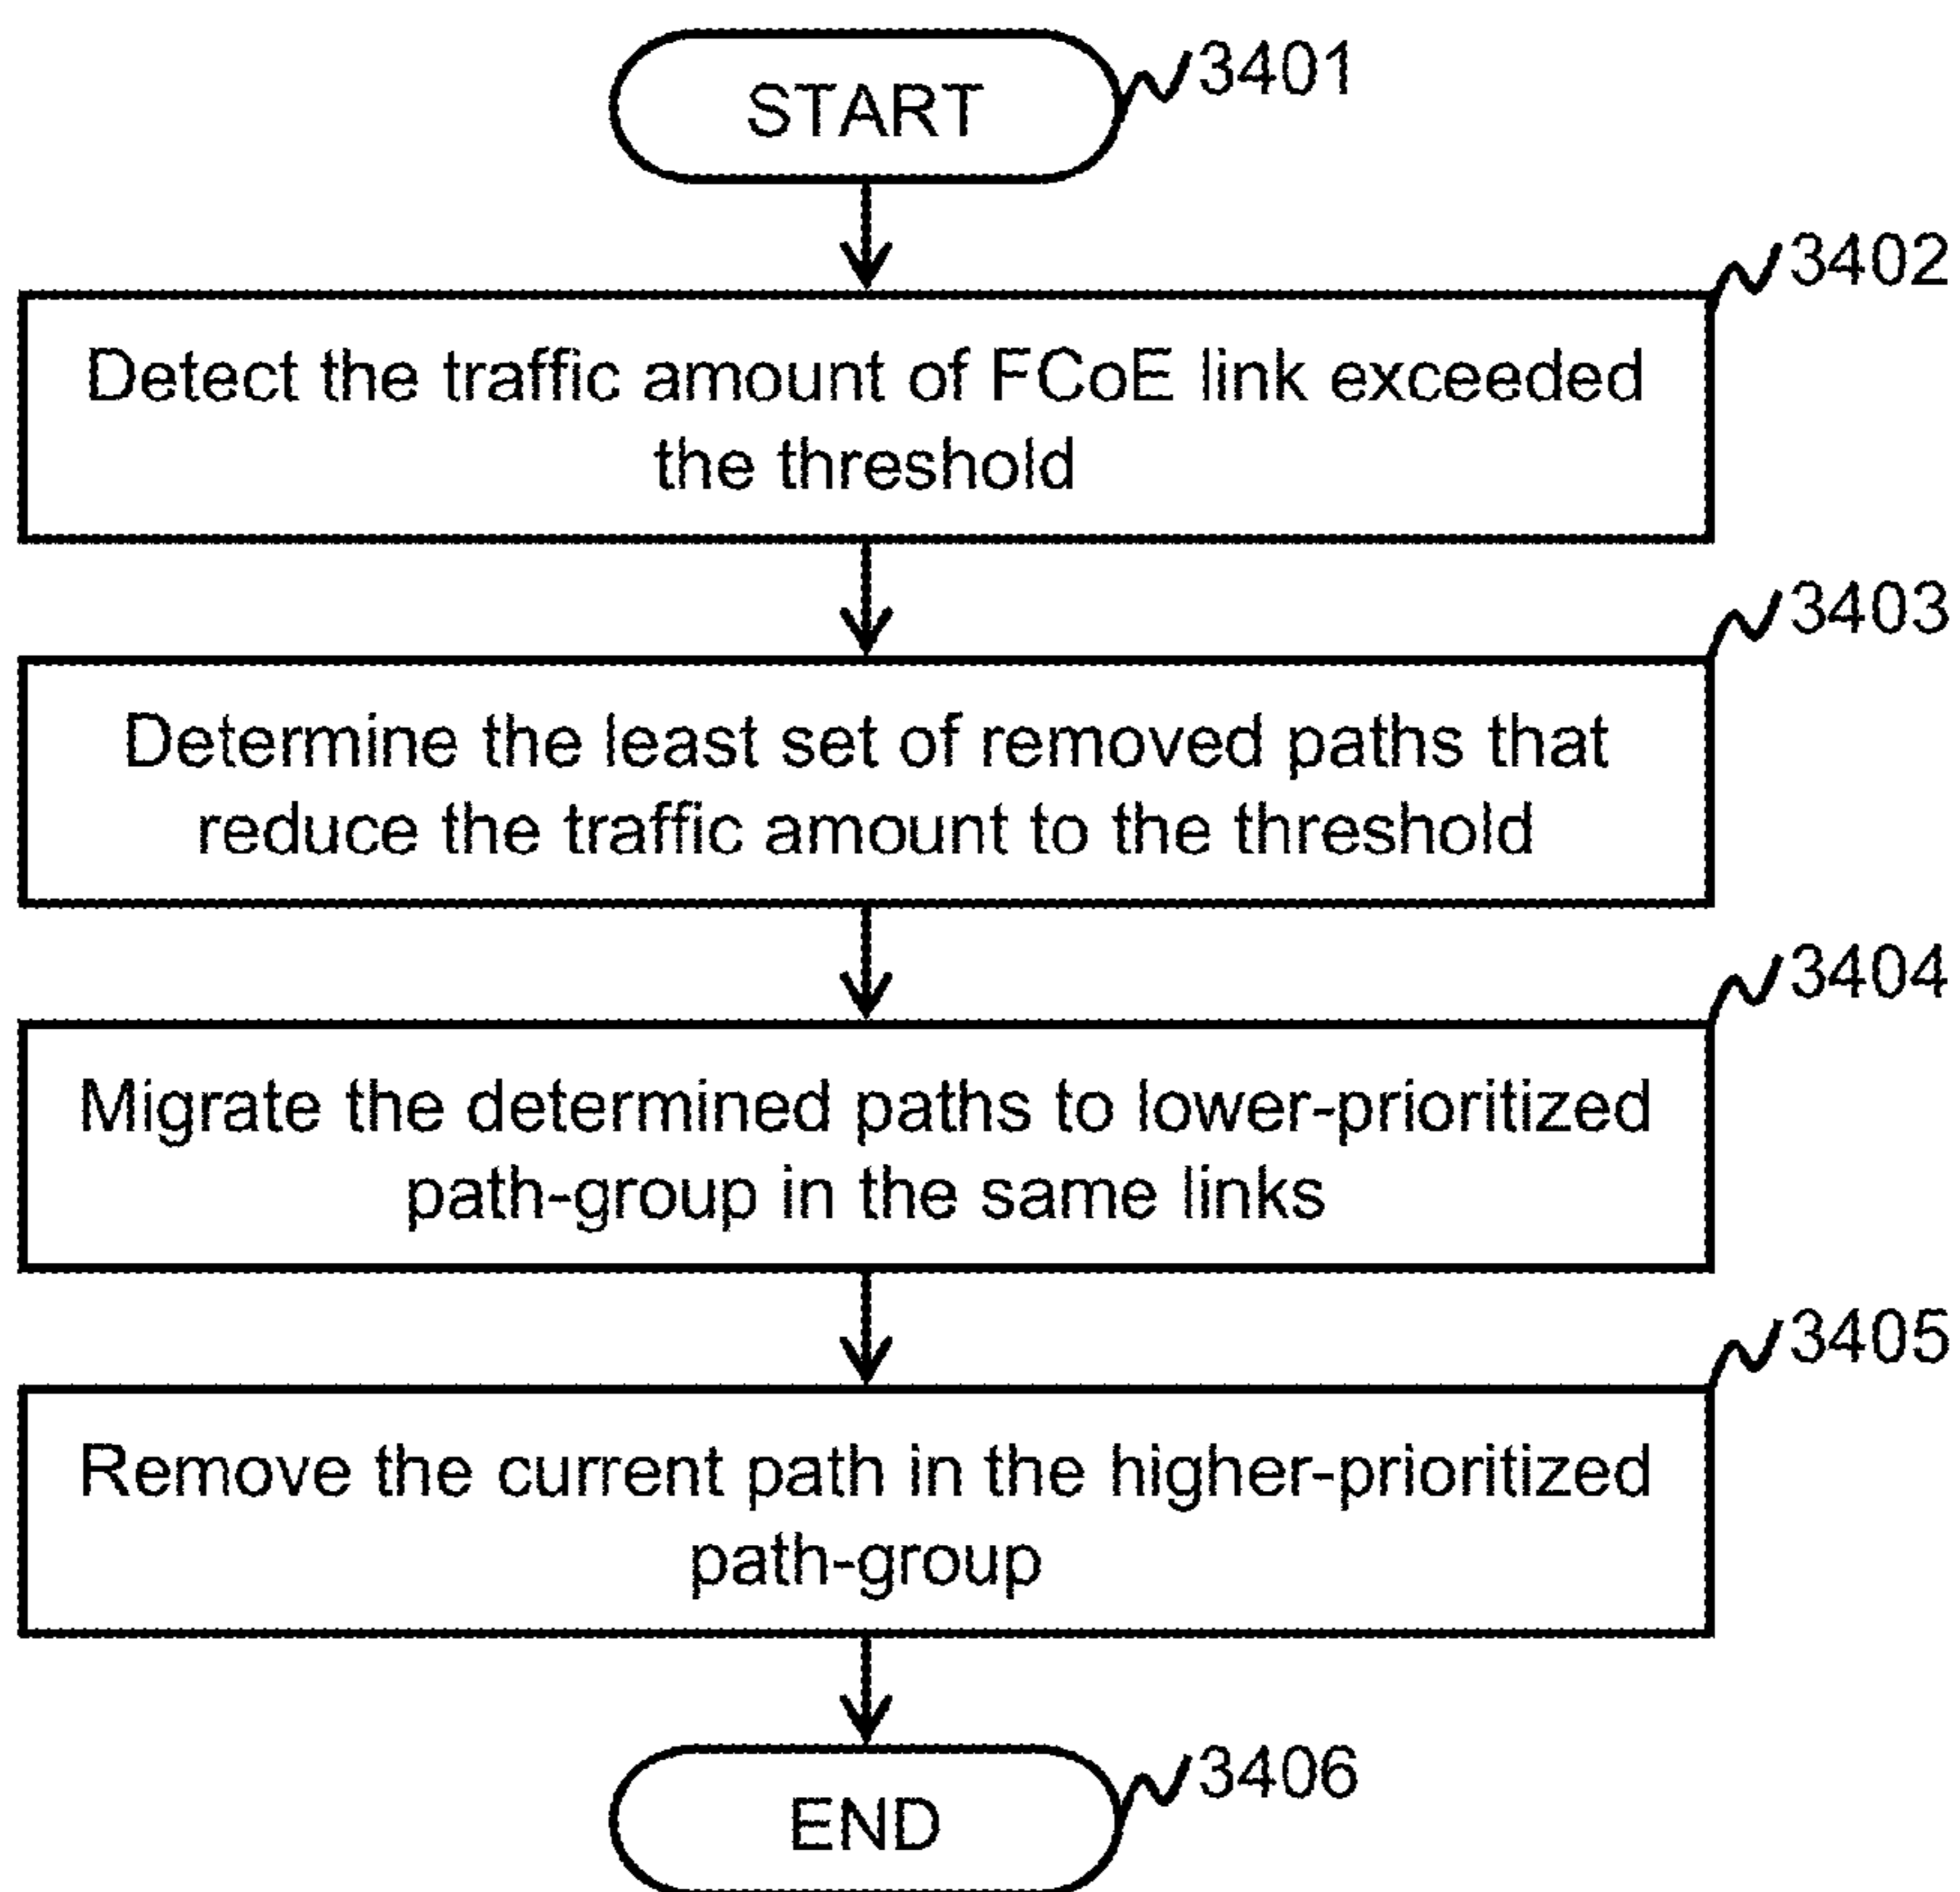 START
3401
3402
Detect the traffic amount of FCoE link exceeded
the threshold
3403
Determine the least set of removed paths that
reduce the traffic amount to the threshold
3404
Migrate the determined paths to lower-prioritized
path-group in the same links
3405
Remove the current path in the higher-prioritized
path-group
3406
END